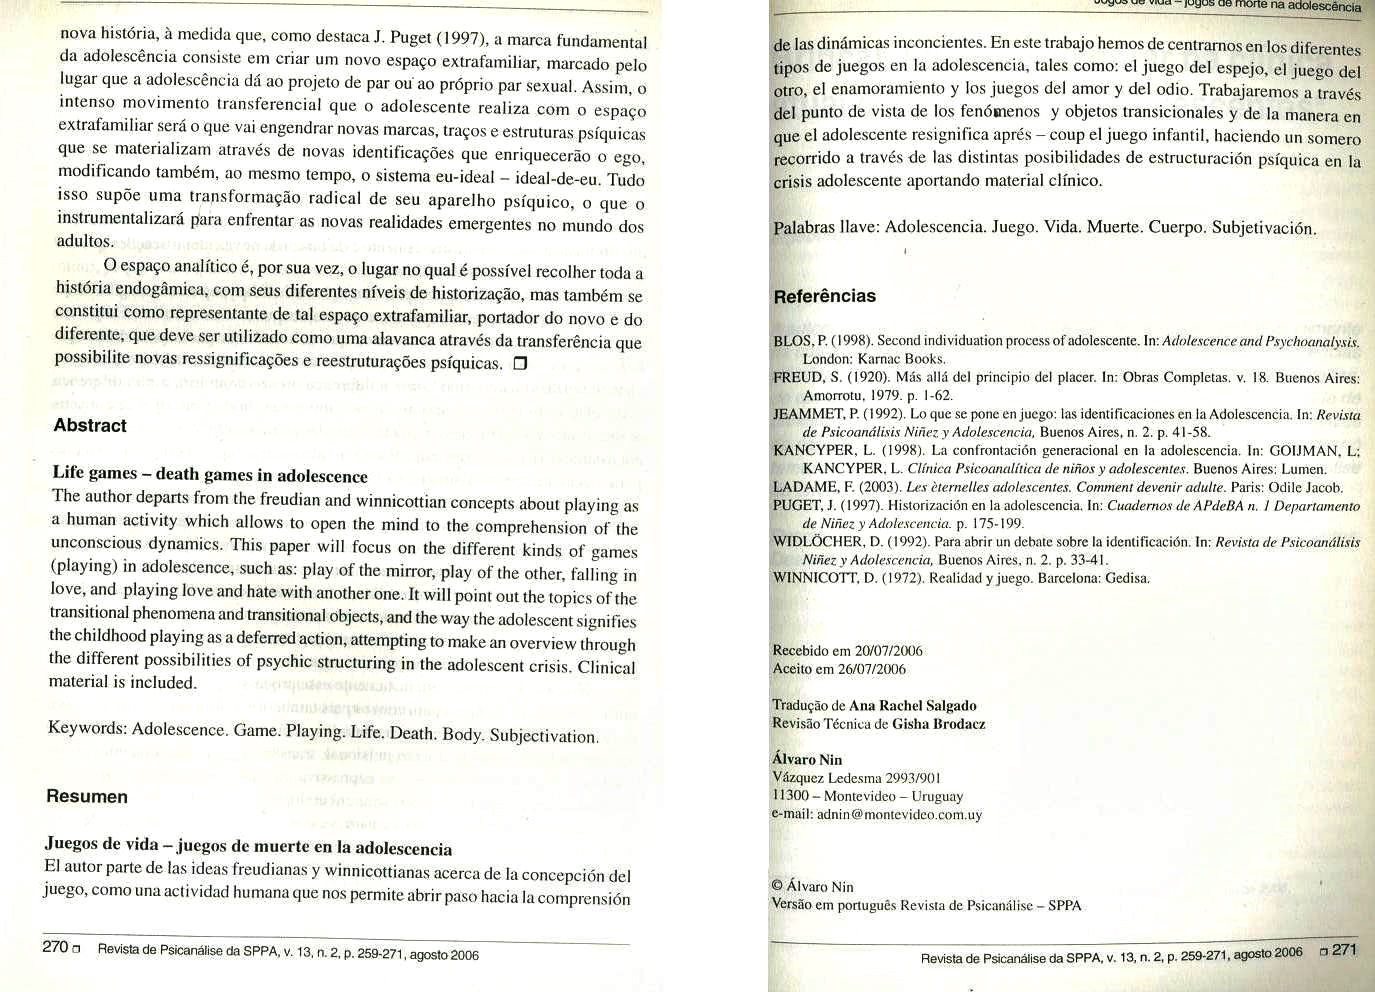 nova história, à medida que, como destaca J. Puget (1997), a marca fundamental
da adolescência consiste em criar um novo espaço extrafamiliar, marcado pelo
lugar que a adolescência dá ao projeto de par ou ao próprio par sexual. Assim, o
intenso movimento transferencial que o adolescente realiza com o espaço
extrafamiliar será o que vai engendrar novas marcas, traços e estruturas psíquicas
que se materializam através de novas identificações que enriquecerão o ego,
modificando também, ao mesmo tempo, o sistema eu-ideal – ideal-de-eu. Tudo
isso supõe uma transformação radical de seu aparelho psíquico, o que o
instrumentalizará para enfrentar as novas realidades emergentes no mundo dos
adultos.
O espaço analítico é, por sua vez, o lugar no qual é possível recolher toda a
história endogâmica, com seus diferentes níveis de historização, mas também se
constitui como representante de tal espaço extrafamiliar, portador do novo e do
diferente, que deve ser utilizado como uma alavanca através da transferência que
possibilite novas ressignificações e reestruturações psíquicas. ❒
Abstract
Life games – death games in adolescence
The author departs from the freudian and winnicottian concepts about playing as
a human activity which allows to open the mind to the comprehension of the
unconscious dynamics. This paper will focus on the different kinds of games
(playing) in adolescence, such as: play of the mirror, play of the other, falling in
love, and playing love and hate with another one. It will point out the topics of the
transitional phenomena and transitional objects, and the way the adolescent signifies
the childhood playing as a deferred action, attempting to make an overview through
the different possibilities of psychic structuring in the adolescent crisis. Clinical
material is included.
Keywords: Adolescence. Game. Playing. Life. Death. Body. Subjectivation.
Resumen
Juegos de vida – juegos de muerte en la adolescencia
El autor parte de las ideas freudianas y winnicottianas acerca de la concepción del
juego, como una actividad humana que nos permite abrir paso hacia la comprensión
270 ❒ Revista de Psicanálise da SPPA, v. 13, n. 2, p. 259-271, agosto 2006
Jogos de vida – jogos de morte na adolescência
de las dinámicas inconcientes. En este trabajo hemos de centrarnos en los diferentes
tipos de juegos en la adolescencia, tales como: el juego del espejo, el juego del
otro, el enamoramiento y los juegos del amor y del odio. Trabajaremos a través
del punto de vista de los fenómenos y objetos transicionales y de la manera en
que el adolescente resignifica aprés – coup el juego infantil, haciendo un somero
recorrido a través de las distintas posibilidades de estructuración psíquica en la
crisis adolescente aportando material clínico.
Palabras llave: Adolescencia. Juego. Vida. Muerte. Cuerpo. Subjetivación.
Referências
BLOS, P. (1998). Second individuation process of adolescente. In: Adolescence and Psychoanalysis.
London: Karnac Books.
FREUD, S. (1920). Más allá del principio del placer. In: Obras Completas. v. 18. Buenos Aires:
Amorrotu, 1979. p. 1-62.
JEAMMET, P. (1992). Lo que se pone en juego: las identificaciones en la Adolescencia. In: Revista
de Psicoanálisis Niñez y Adolescencia, Buenos Aires, n. 2. p. 41-58.
KANCYPER, L. (1998). La confrontación generacional en la adolescencia. In: GOIJMAN, L;
KANCYPER, L. Clínica Psicoanalítica de niños y adolescentes. Buenos Aires: Lumen.
LADAME, F. (2003). Les èternelles adolescentes. Comment devenir adulte. Paris: Odile Jacob.
PUGET, J. (1997). Historización en la adolescencia. In: Cuadernos de APdeBA n. 1 Departamento
de Niñez y Adolescencia. p. 175-199.
WIDLÖCHER, D. (1992). Para abrir un debate sobre la identificación. In: Revista de Psicoanálisis
Niñez y Adolescencia, Buenos Aires, n. 2. p. 33-41.
WINNICOTT, D. (1972). Realidad y juego. Barcelona: Gedisa.
Recebido em 20/07/2006
Aceito em 26/07/2006
Tradução de Ana Rachel Salgado
Revisão Técnica de Gisha Brodacz
Álvaro Nin
Vázquez Ledesma 2993/901
11300 – Montevideo – Uruguay
e-mail: adnin@montevideo.com.uy
© Álvaro Nin
Versão em português Revista de Psicanálise – SPPA
Revista de Psicanálise da SPPA, v. 13, n. 2, p. 259-271, agosto 2006 ❒ 271